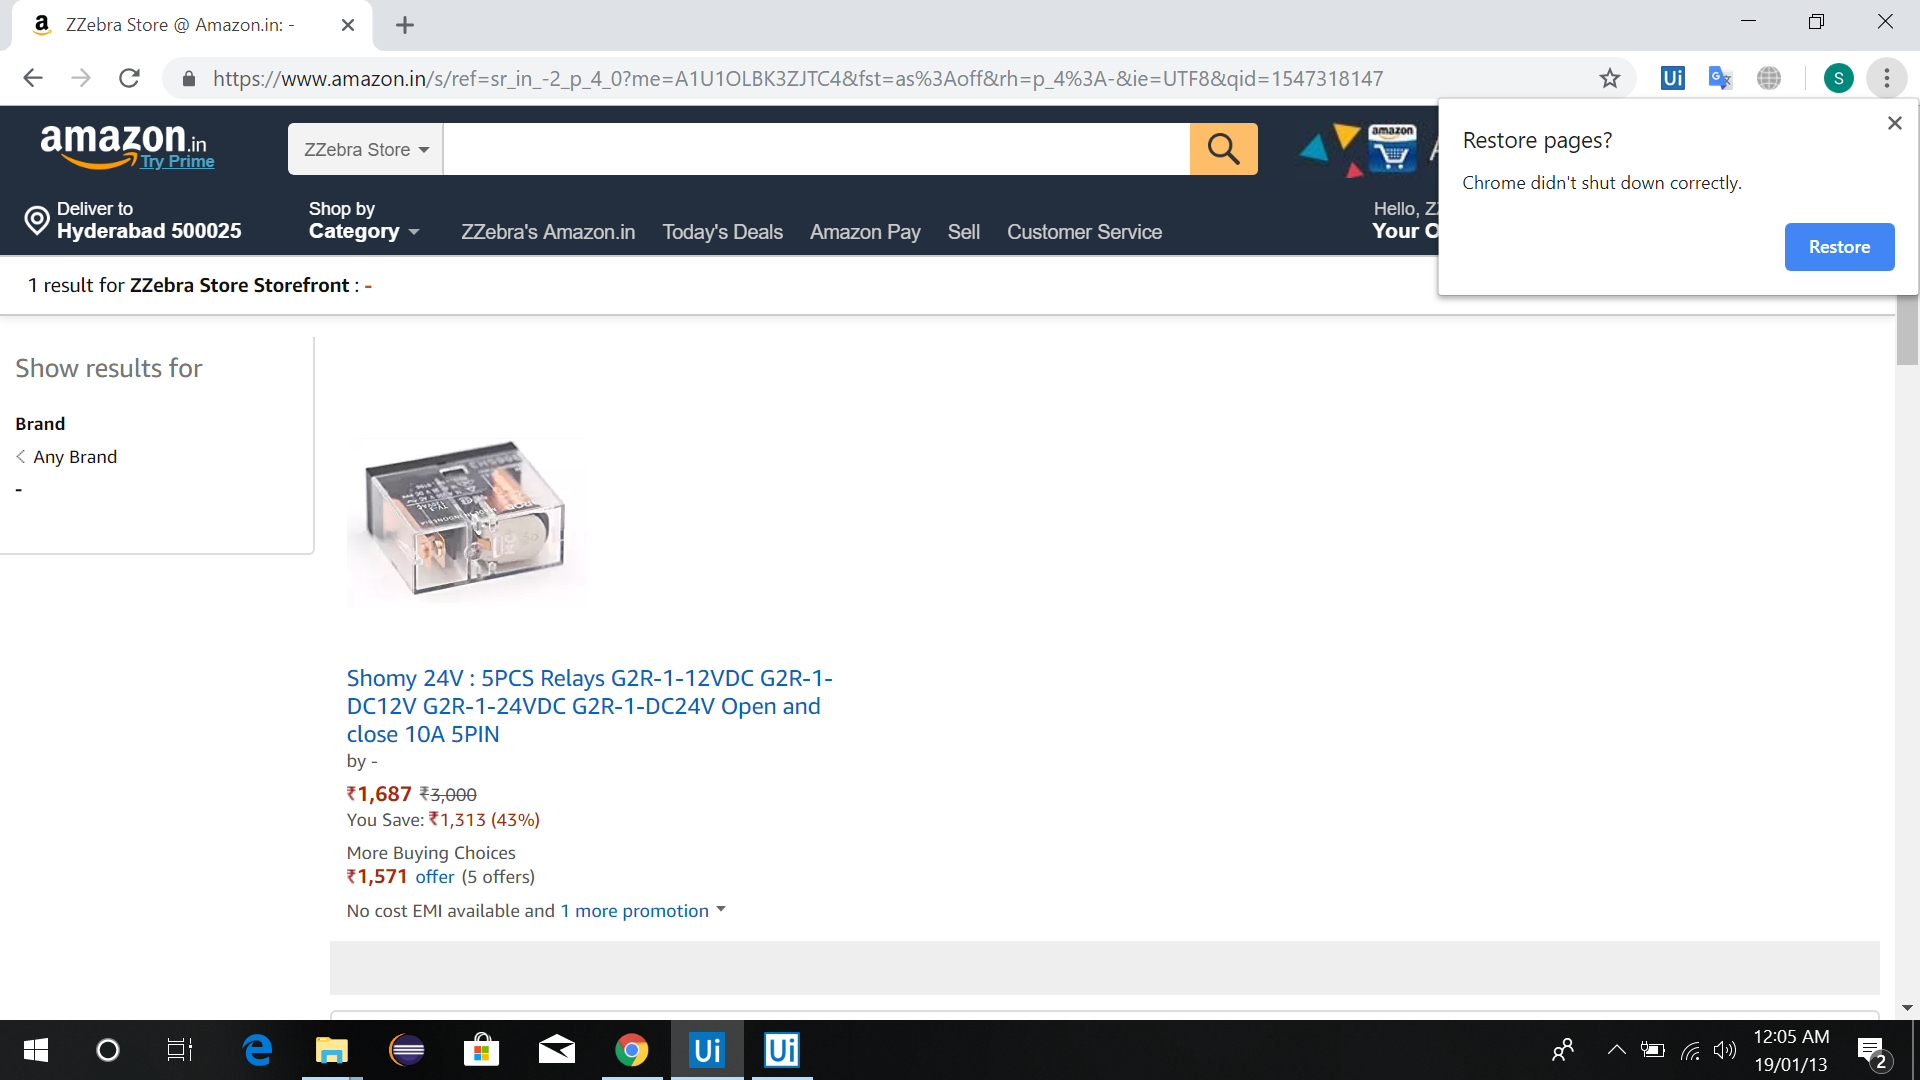 ZZebra Store @ Amazon.in: -
https://www.amazon.in/s/ref=sr_in_-2_p_4_0?me=A1U1OLBK3ZJTC4&fst=as%3Aoff&rh=p_4%3A-&ie=UTF8&qid=1547318147
Ui
S
amazon.in
Try Prime
ZZebra Store
amazon
Restore pages?
Chrome didn't shut down correctly.
Restore
Deliver to
Hyderabad 500025
Shop by
Category
ZZebra's Amazon.in
Today's Deals
Amazon Pay
Sell
Customer Service
Hello,
Your
1 result for ZZebra Store Storefront : -
Show results for
Brand
Any Brand
-
Shomy 24V : 5PCS Relays G2R-1-12VDC G2R-1-
DC12V G2R-1-24VDC G2R-1-DC24V Open and
close 10A 5PIN
by -
₹1,687 ₹3,000
You Save: ₹1,313 (43%)
More Buying Choices
₹1,571 offer (5 offers)
No cost EMI available and 1 more promotion
Ui
Ui
12:05 AM
19/01/13
2